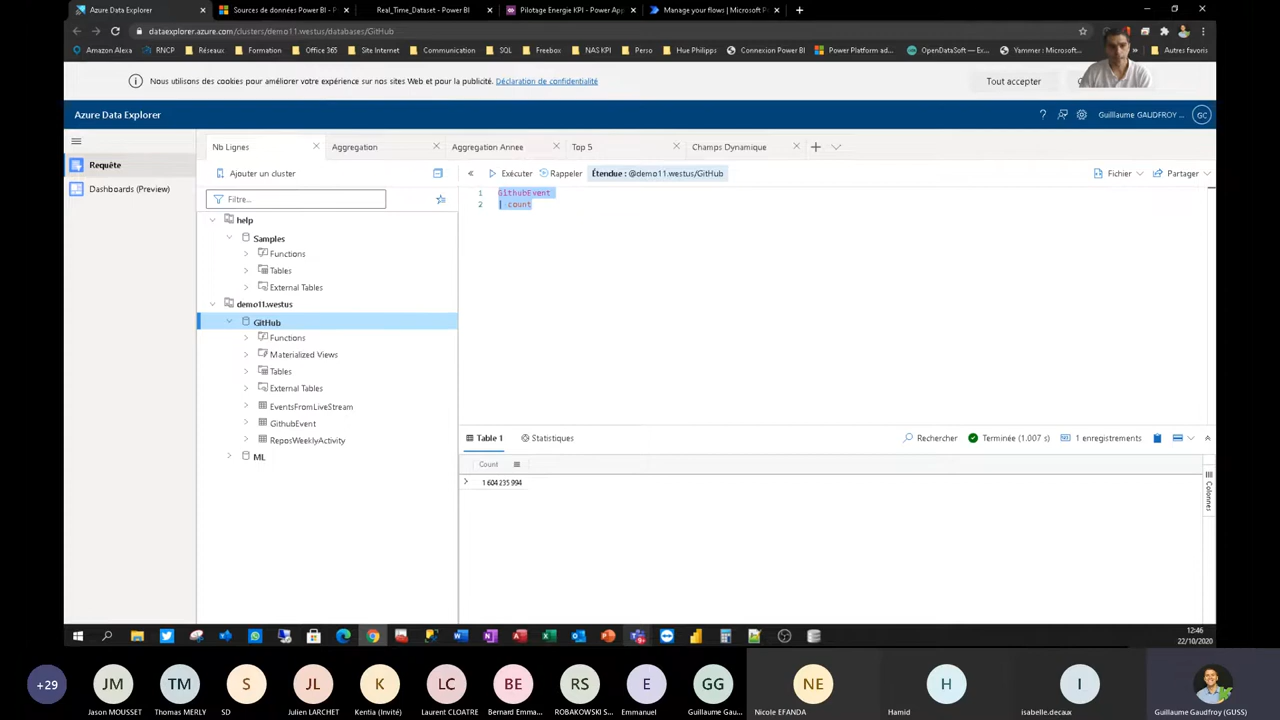 Azure Data Explorer
Sources de données Power BI - P
Real_Time_Dataset - Power BI
Pilotage Energie KPI - Power App
Manage your flows | Microsoft P
dataexplorer.azure.com/clusters/demo11.westus/databases/GitHub
Amazon Alexa
RNCP
Réseaux
Formation
Office 365
Site Internet
Communication
SQL
Freebox
NAS KPI
Perso
Hue Philipps
Connexion Power BI
Power Platform ad...
OpenDataSoft — Ex...
Yammer : Microsoft...
»
Autres favoris
Nous utilisons des cookies pour améliorer votre expérience sur nos sites Web et pour la publicité. Déclaration de confidentialité
Tout accepter
Azure Data Explorer
Guillaume GAUDFROY ...
GC
Requête
Dashboards (Preview)
Nb Lignes
Aggregation
Aggregation Annee
Top 5
Champs Dynamique
Ajouter un cluster
Exécuter
Rappeler
Étendue : @demo11.westus/GitHub
Fichier
Partager
Filtre...
help
Samples
Functions
Tables
External Tables
demo11.westus
GitHub
Functions
Materialized Views
Tables
External Tables
EventsFromLiveStream
GithubEvent
ReposWeeklyActivity
ML
1 GithubEvent
2 | count
Table 1
Statistiques
Rechercher
Terminée (1.007 s)
1 enregistrements
Count
1 604 235 994
Colonnes
12:46
22/10/2020
+29
JM
TM
S
JL
K
LC
BE
RS
E
GG
NE
H
I
Jason MOUSSET
Thomas MERLY
SD
Julien LARCHET
Kentia (Invité)
Laurent CLOATRE
Bernard Emma...
ROBAKOWSKI S...
Emmanuel
Guillaume Gau...
Nicole EFANDA
Hamid
isabelle.decaux
Guillaume Gaudfroy (GUSS)